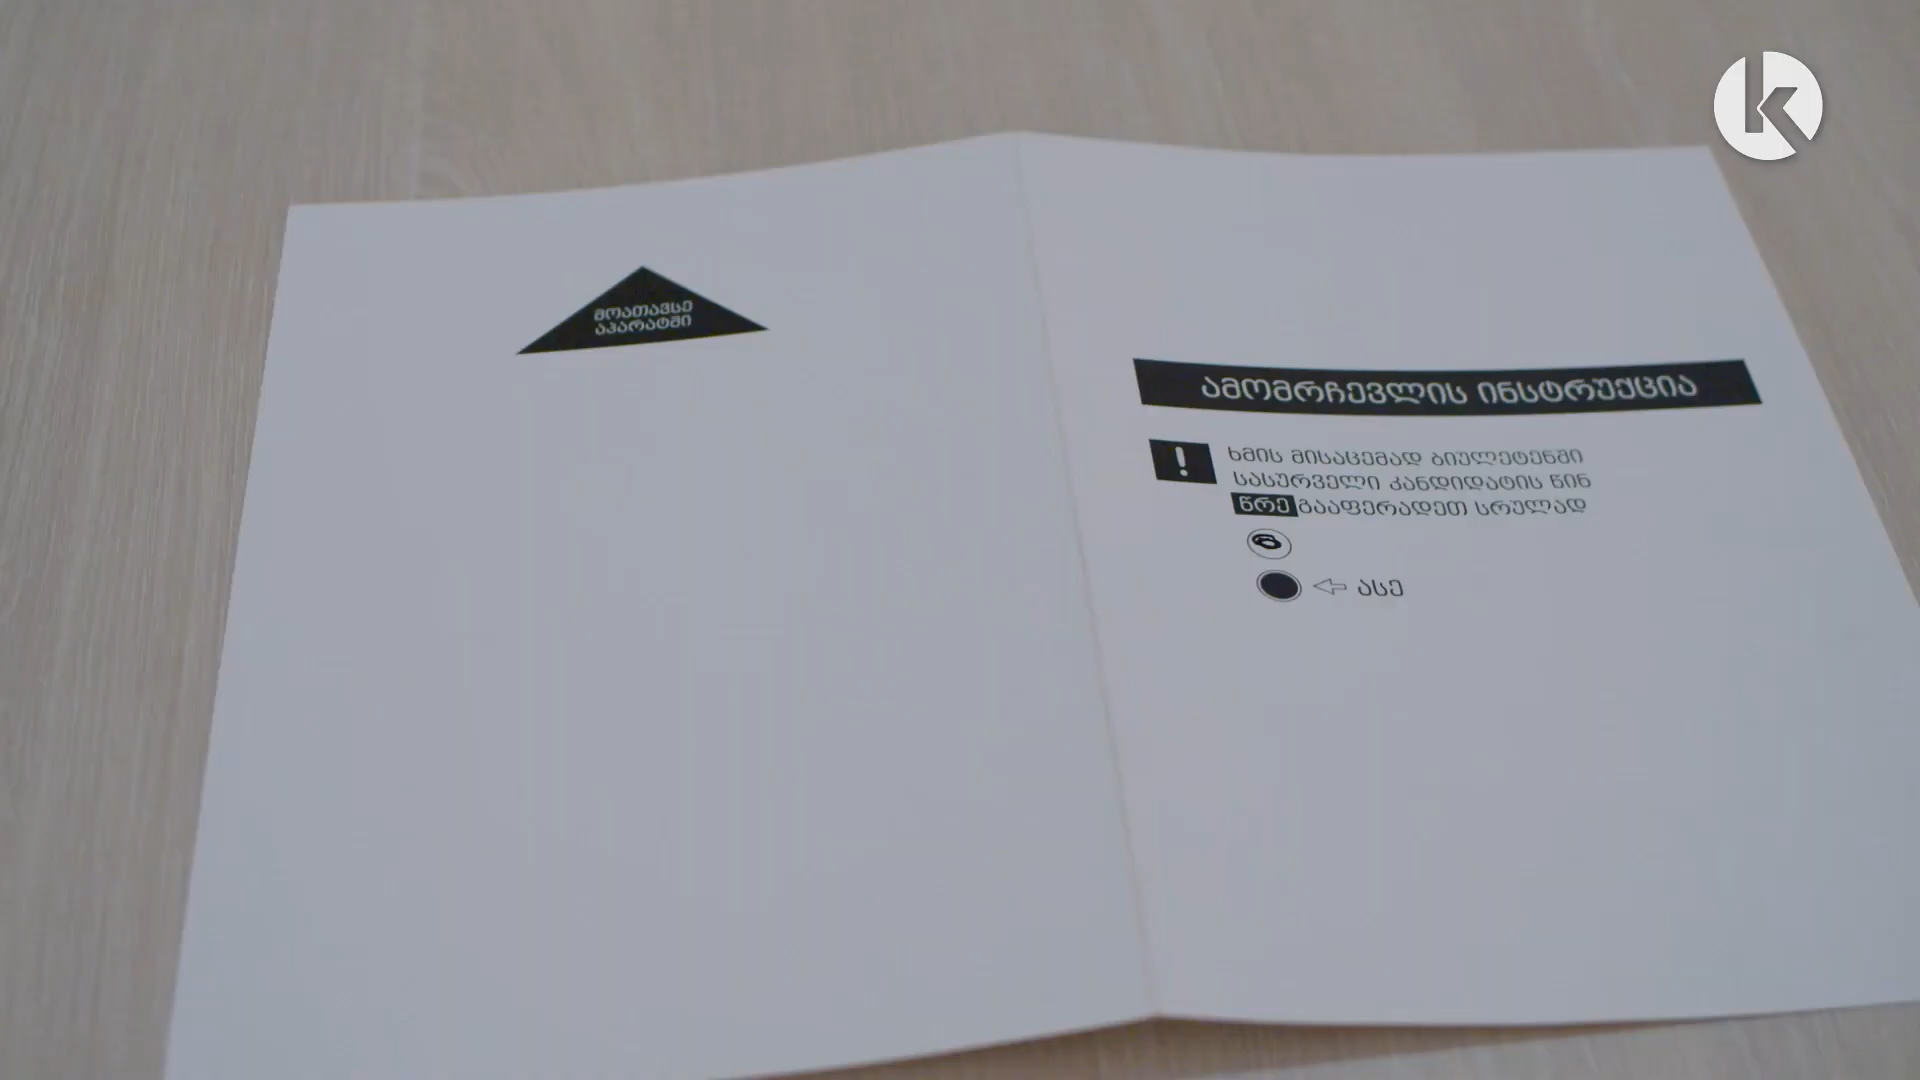 მოათავსე
აპარატში
ამომრჩევლის ინსტრუქცია
!
ხმის მისაცემად ბიულეტენში
სასურველი კანდიდატის წინ
წრე გააფერადეთ სრულად
ასე